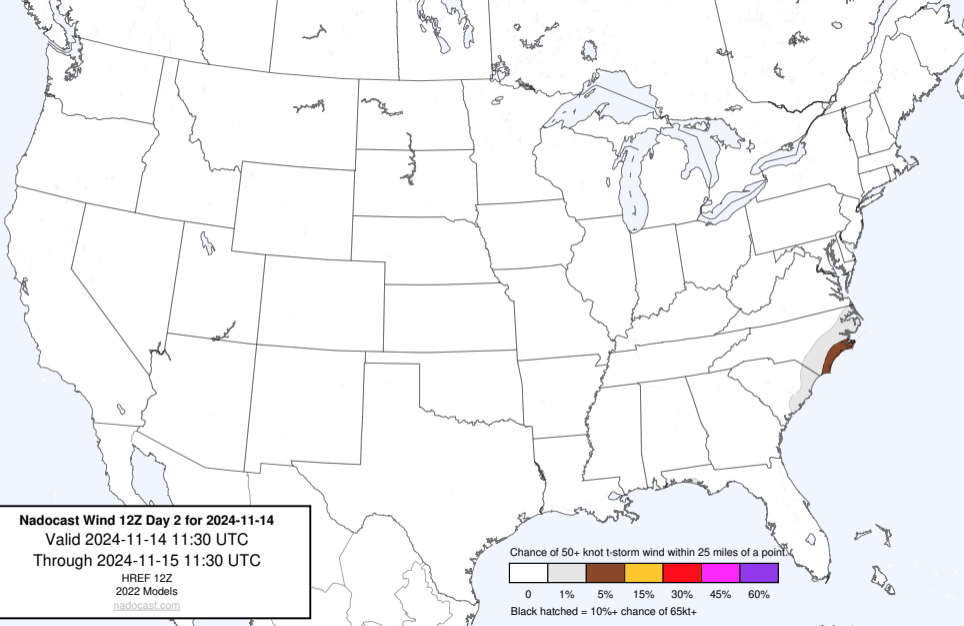 Nadocast Wind 12Z Day 2 for 2024-11-14
Valid 2024-11-14 11:30 UTC
Through 2024-11-15 11:30 UTC
HREF 12Z
2022 Models
nadocast.com
Chance of 50+ knot t-storm wind within 25 miles of a point.
0 1% 5% 15% 30% 45% 60%
Black hatched = 10%+ chance of 65kt+